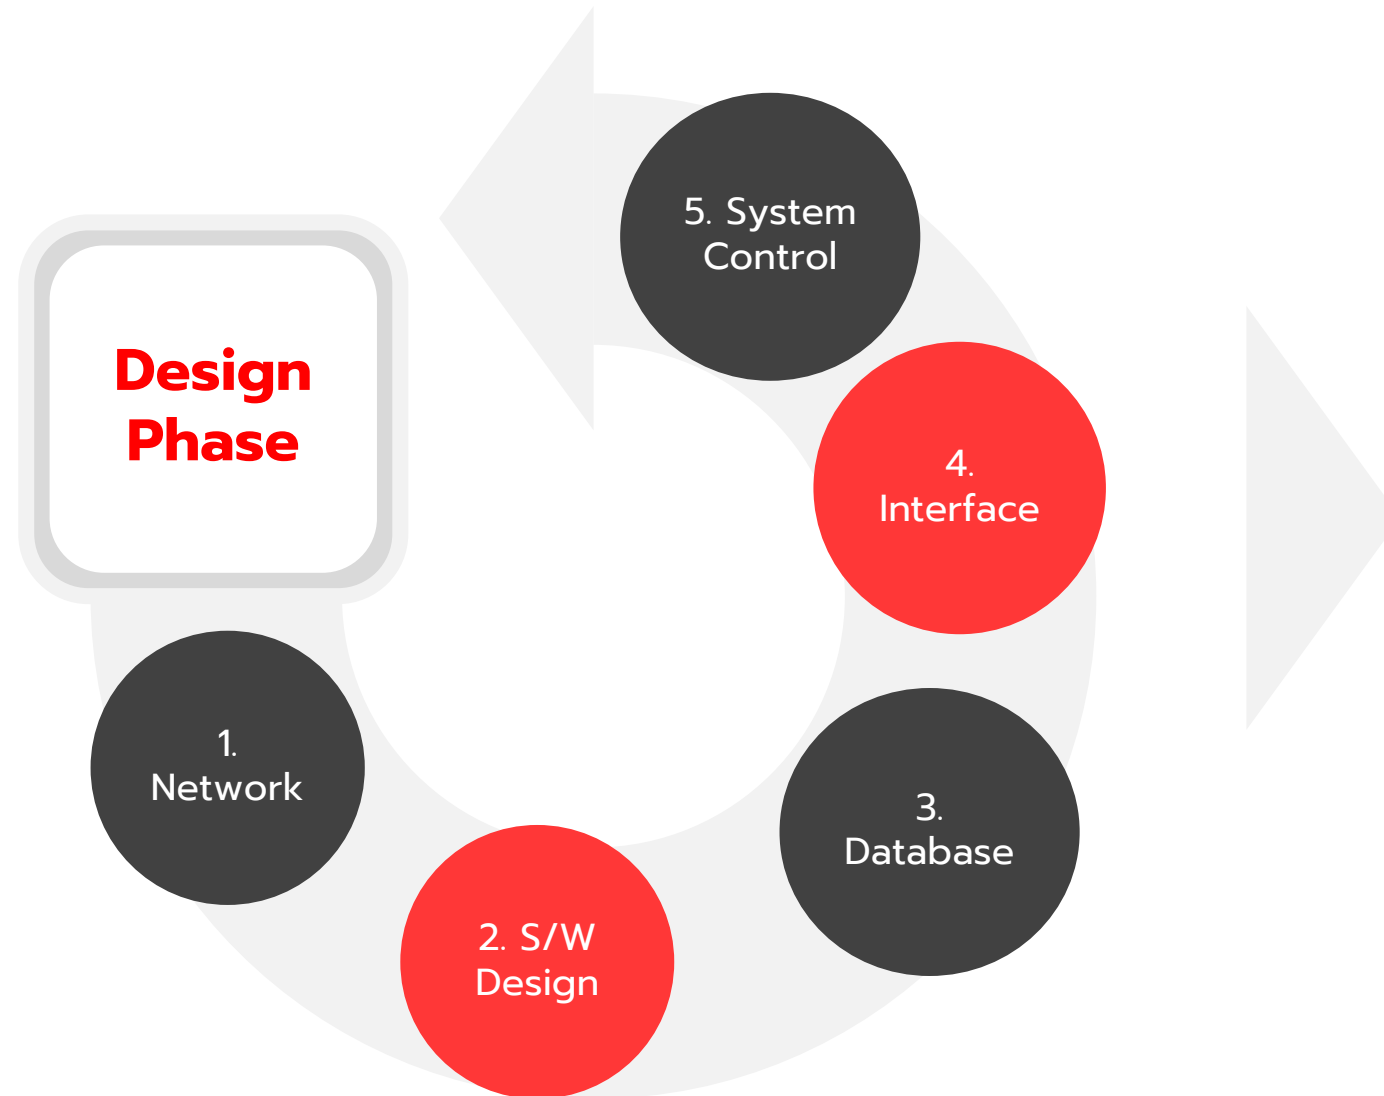 Design
Phase
1.
Network
2. S/W
Design
3.
Database
4.
Interface
5. System
Control